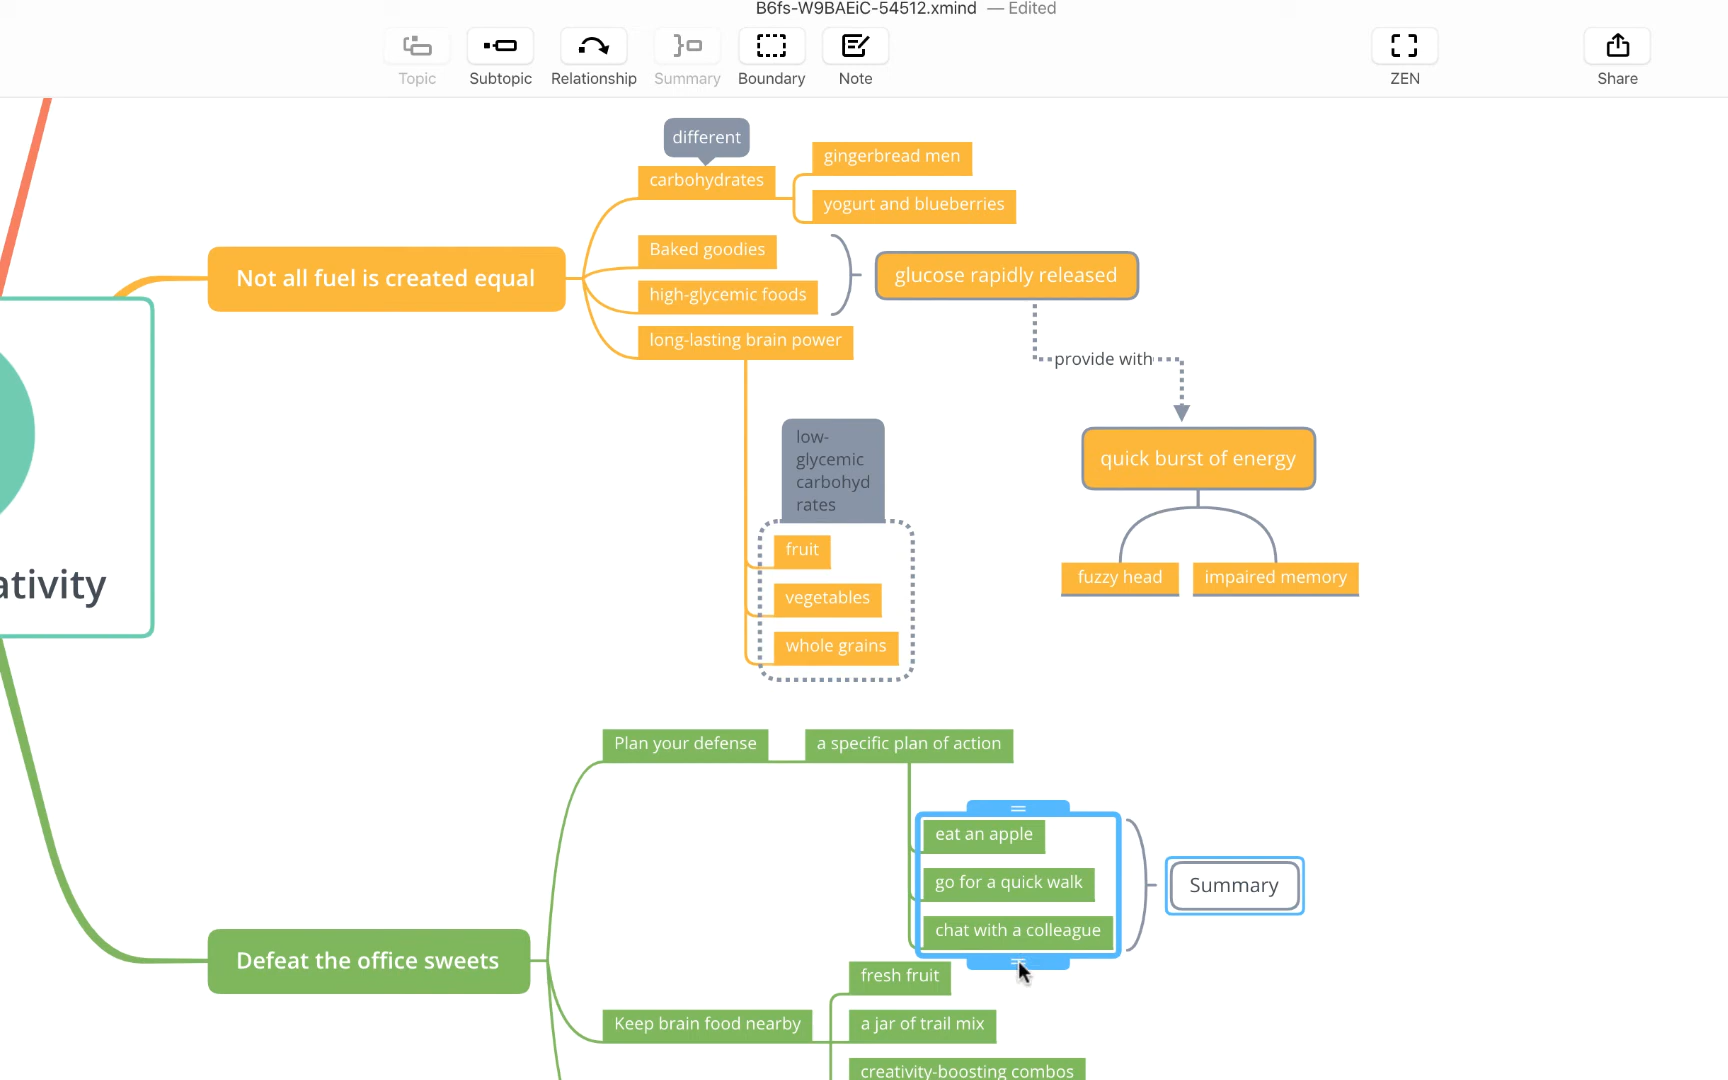 B6fs-W9BAEiC-54512.xmind — Edited
Topic
Subtopic
Relationship
Summary
Boundary
Note
ZEN
Share
different
carbohydrates
gingerbread men
yogurt and blueberries
Not all fuel is created equal
Baked goodies
high-glycemic foods
long-lasting brain power
glucose rapidly released
provide with
quick burst of energy
fuzzy head
impaired memory
low-
glycemic
carbohyd
rates
fruit
vegetables
whole grains
ativity
Plan your defense
a specific plan of action
eat an apple
go for a quick walk
chat with a colleague
Summary
Defeat the office sweets
fresh fruit
Keep brain food nearby
a jar of trail mix
creativity-boosting combos